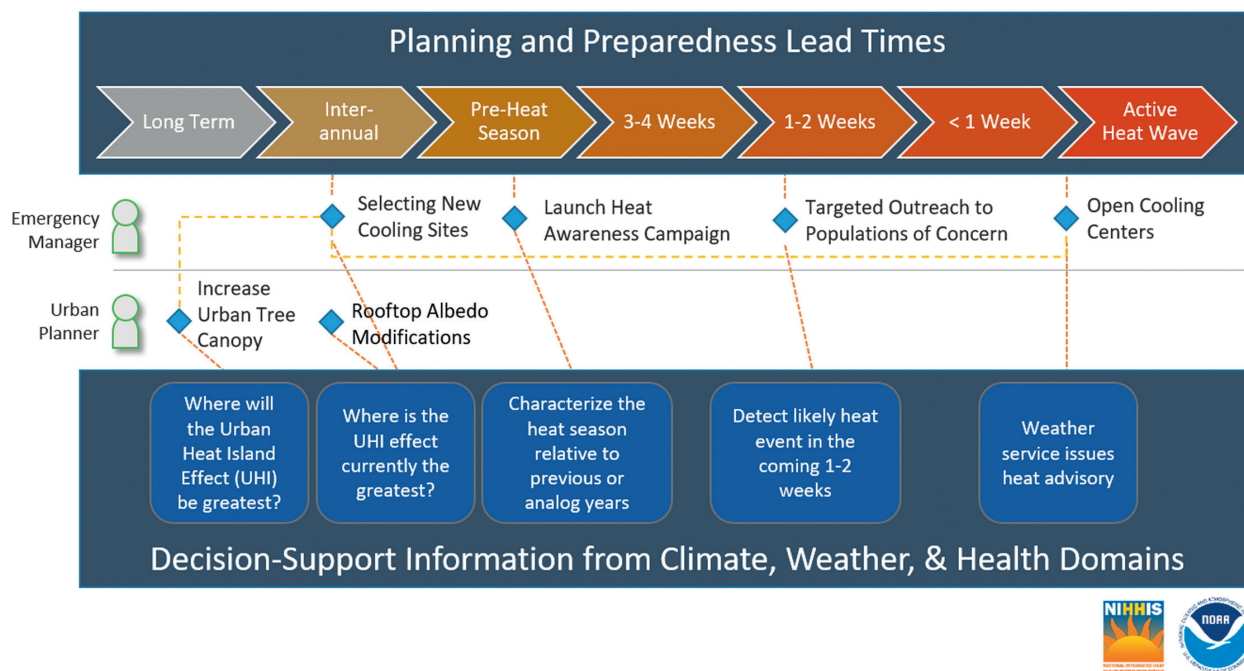 Planning and Preparedness Lead Times
Long Term
Inter-
annual
Pre-Heat
Season
3-4 Weeks
1-2 Weeks
< 1 Week
Active
Heat Wave
Emergency
Manager
Selecting New
Cooling Sites
Launch Heat
Awareness Campaign
Targeted Outreach to
Populations of Concern
Open Cooling
Centers
Urban
Planner
Increase
Urban Tree
Canopy
Rooftop Albedo
Modifications
Where will
the Urban
Heat Island
Effect (UHI)
be greatest?
Where is the
UHI effect
currently the
greatest?
Characterize the
heat season
relative to
previous or
analog years
Detect likely heat
event in the
coming 1-2
weeks
Weather
service issues
heat advisory
Decision-Support Information from Climate, Weather, & Health Domains
NIHHIS
NATIONAL INTEGRATED HEAT
NOAA